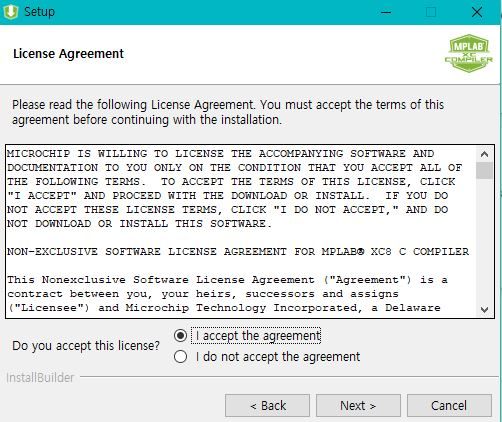 Setup
License Agreement
MPLAB®
XC
COMPILER
Please read the following License Agreement. You must accept the terms of this
agreement before continuing with the installation.
MICROCHIP IS WILLING TO LICENSE THE ACCOMPANYING SOFTWARE AND
DOCUMENTATION TO YOU ONLY ON THE CONDITION THAT YOU ACCEPT ALL OF
THE FOLLOWING TERMS.  TO ACCEPT THE TERMS OF THIS LICENSE, CLICK
"I ACCEPT" AND PROCEED WITH THE DOWNLOAD OR INSTALL.  IF YOU DO
NOT ACCEPT THESE LICENSE TERMS, CLICK "I DO NOT ACCEPT," AND DO
NOT DOWNLOAD OR INSTALL THIS SOFTWARE.
NON-EXCLUSIVE SOFTWARE LICENSE AGREEMENT FOR MPLAB® XC8 C COMPILER
This Nonexclusive Software License Agreement ("Agreement") is a
contract between you, your heirs, successors and assigns
("Licensee") and Microchip Technology Incorporated, a Delaware
Do you accept this license?
I accept the agreement
I do not accept the agreement
InstallBuilder
< Back
Next >
Cancel